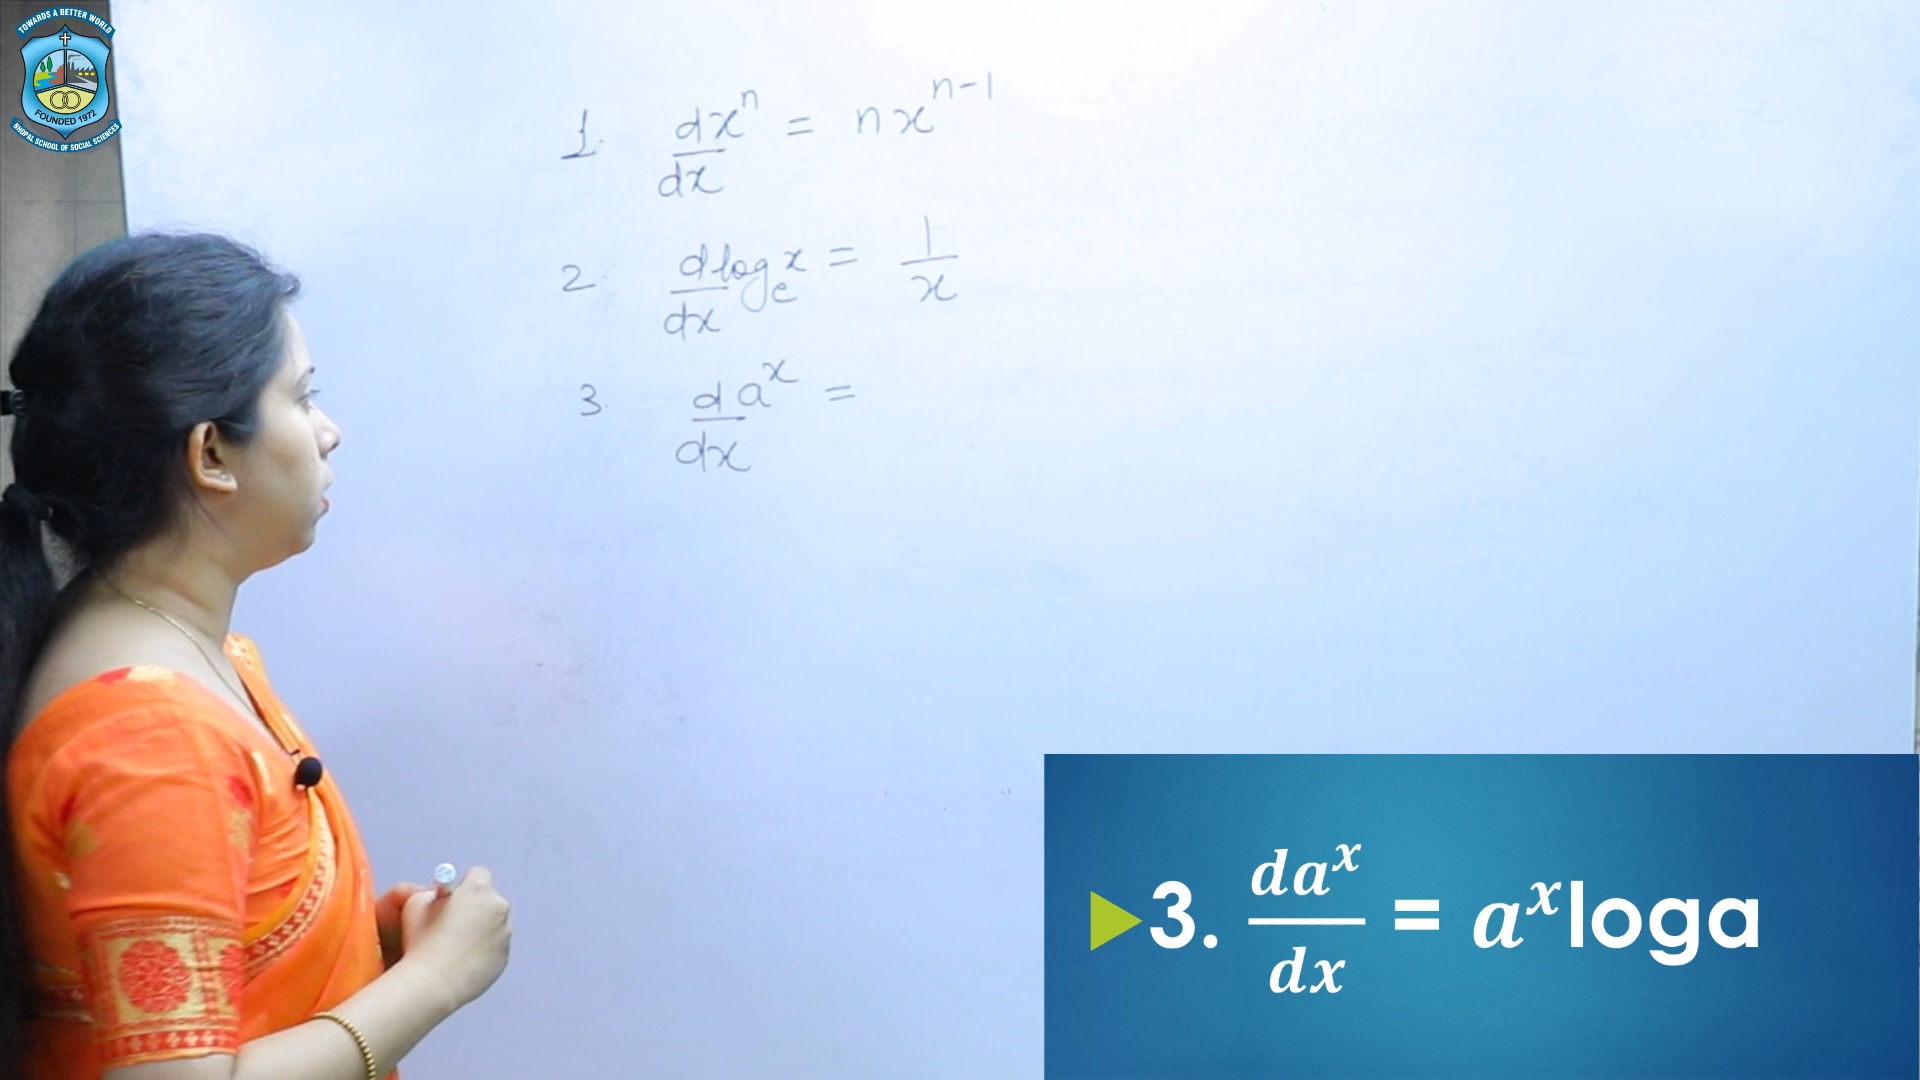 TOWARDS A BETTER WORLD
FOUNDED 1972
BHOPAL SCHOOL OF SOCIAL SCIENCES
1. dx^n/dx = nx^{n-1}
2. d log_e x/dx = 1/x
3. d a^x/dx =
3. da^x/dx = a^x loga